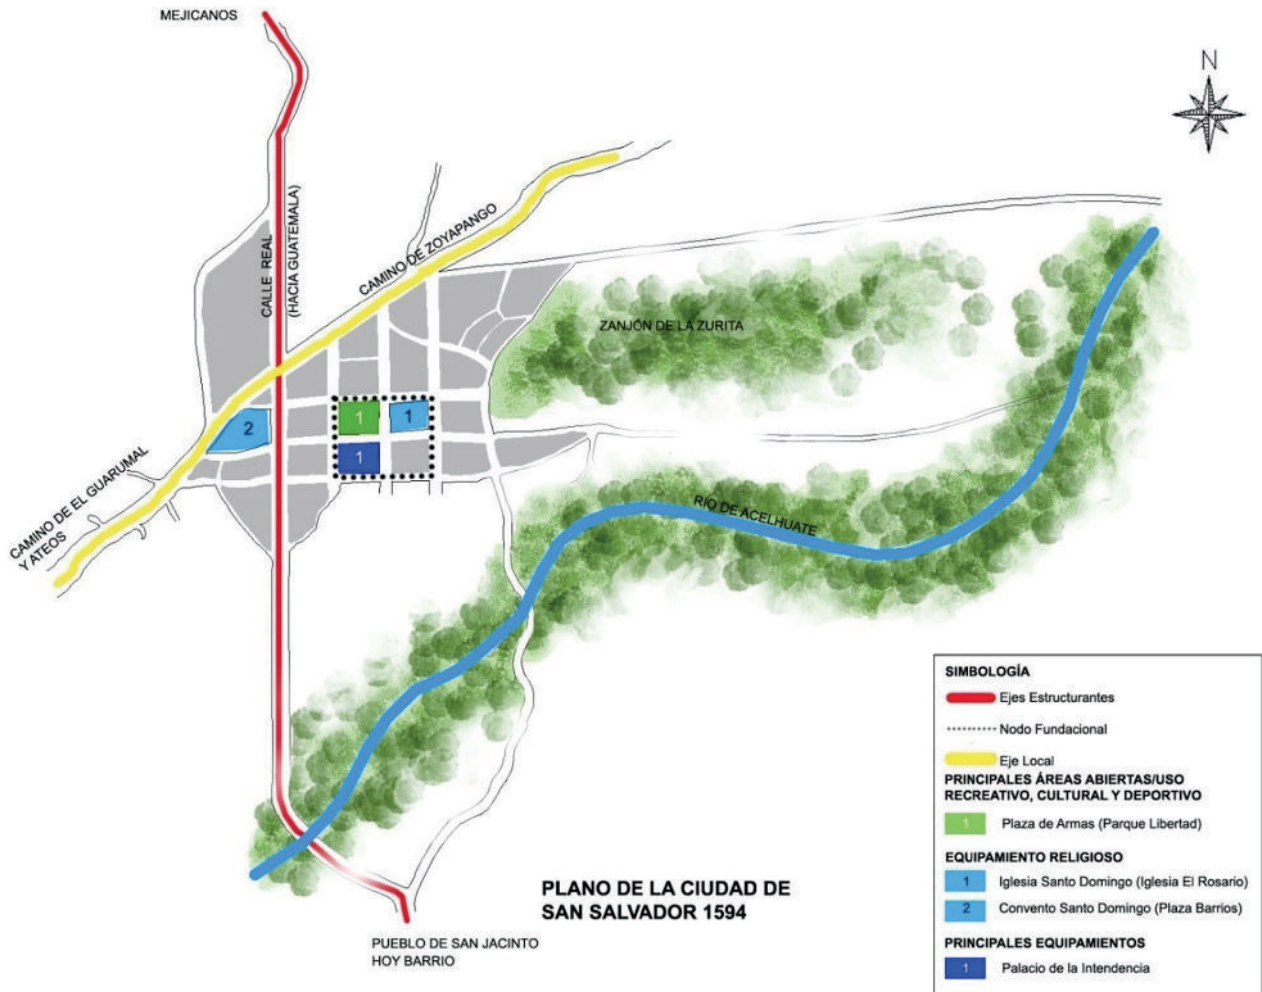 MEJICANOS
N
CALLE REAL
(HACIA GUATEMALA)
CAMINO DE ZOYAPANGO
ZANJÓN DE LA ZURITA
1
1
2
1
CAMINO DE EL GUARUMAL
Y ATEOS
RIO DE ACELHUATE
PLANO DE LA CIUDAD DE
SAN SALVADOR 1594
PUEBLO DE SAN JACINTO
HOY BARRIO
SIMBOLOGÍA
Ejes Estructurantes
Nodo Fundacional
Eje Local
PRINCIPALES ÁREAS ABIERTAS/USO
RECREATIVO, CULTURAL Y DEPORTIVO
1 Plaza de Armas (Parque Libertad)
EQUIPAMIENTO RELIGIOSO
1 Iglesia Santo Domingo (Iglesia El Rosario)
2 Convento Santo Domingo (Plaza Barrios)
PRINCIPALES EQUIPAMIENTOS
1 Palacio de la Intendencia